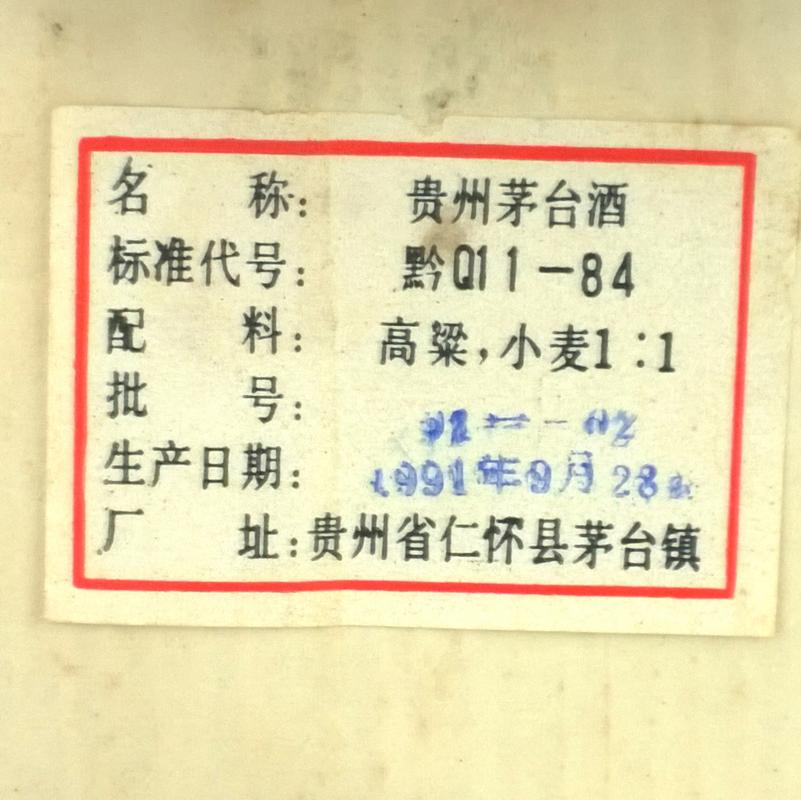 名 称： 贵州茅台酒
标准代号： 黔Q11-84
配 料： 高粱，小麦1:1
批 号：
生产日期： 1991年9月28
厂 址：贵州省仁怀县茅台镇